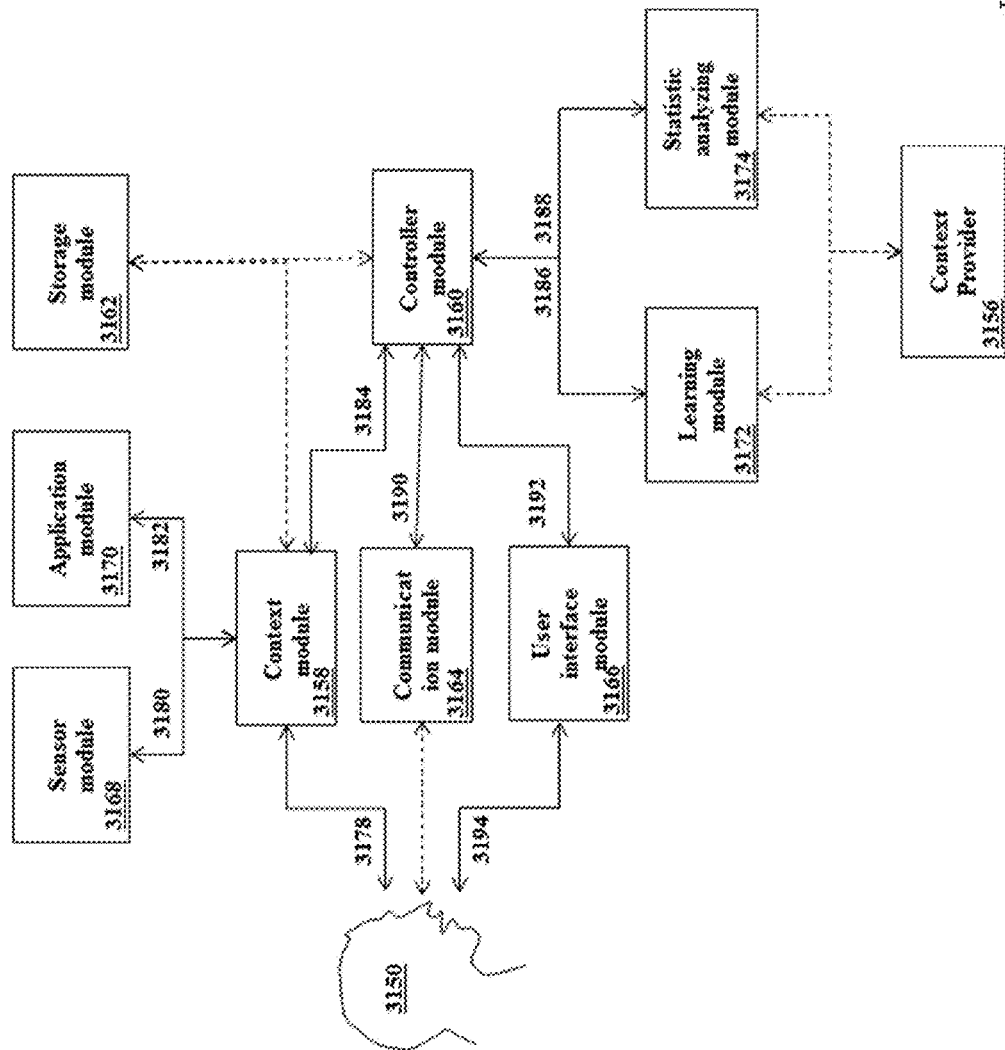 Sensor
module
3168
Application
module
3170
Storage
module
3162
3180
3182
Context
module
3158
3184
Controller
module
3160
3178
3190
3150
Communicat
ion module
3164
3186
3188
3194
3192
User
interface
module
3166
Learning
module
3172
Statistic
analyzing
module
3174
Context
Provider
3156